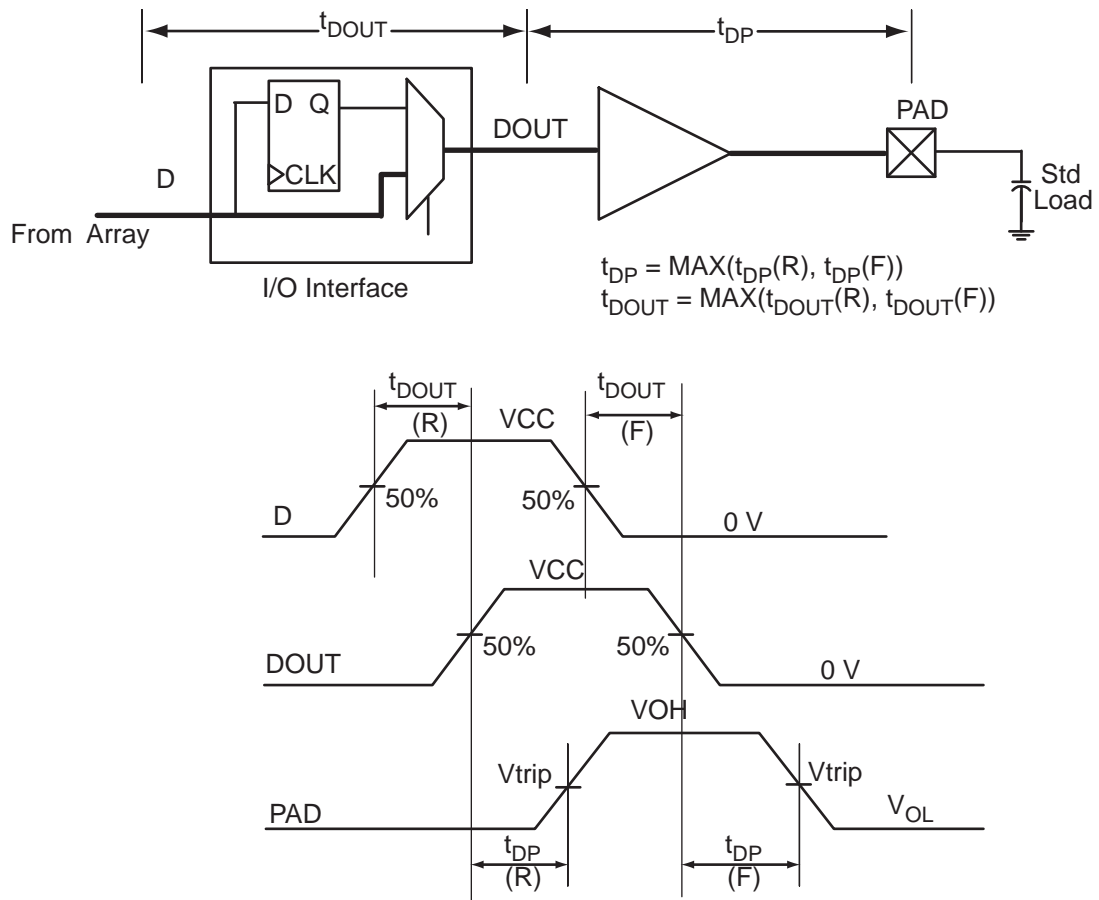 tDOUT
tDP
D Q
CLK
D
From Array
I/O Interface
DOUT
PAD
Std
Load
tDP = MAX(tDP(R), tDP(F))
tDOUT = MAX(tDOUT(R), tDOUT(F))
tDOUT
(R)
VCC
tDOUT
(F)
50%
50%
D
0 V
VCC
50%
50%
DOUT
0 V
VOH
Vtrip
Vtrip
PAD
VOL
tDP
(R)
tDP
(F)